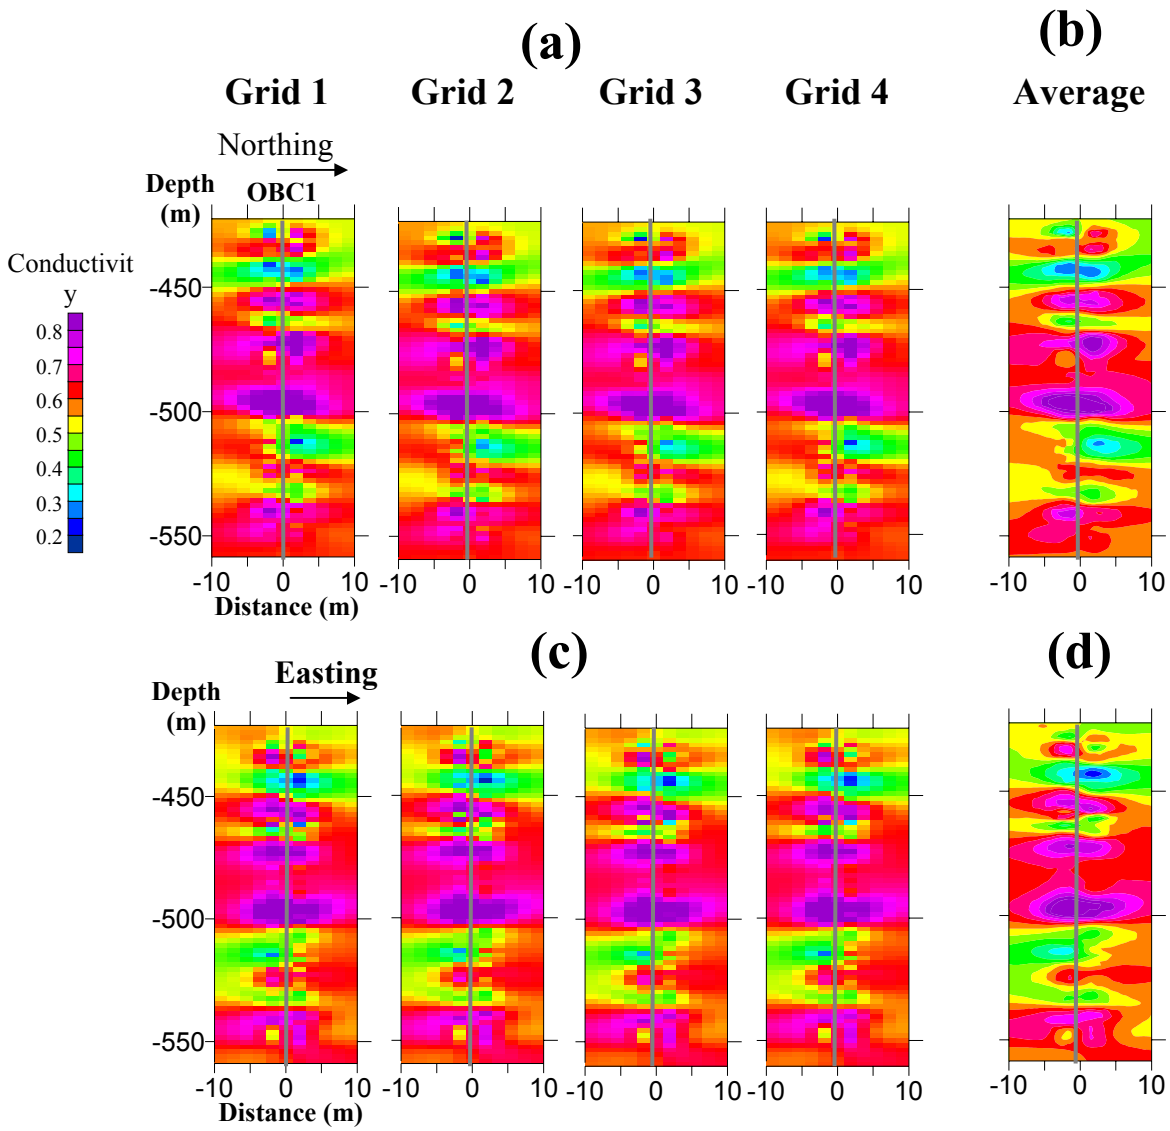 (a)
(b)
Grid 1 Grid 2 Grid 3 Grid 4 Average
Northing
Depth
(m)
OBC1
Conductivit
y
0.8
0.7
0.6
0.5
0.4
0.3
0.2
-450
-500
-550
-10 0 10 -10 0 10 -10 0 10 -10 0 10 -10 0 10
Distance (m)
(c)
(d)
Easting
Depth
(m)
-450
-500
-550
-10 0 10 -10 0 10 -10 0 10 -10 0 10 -10 0 10
Distance (m)